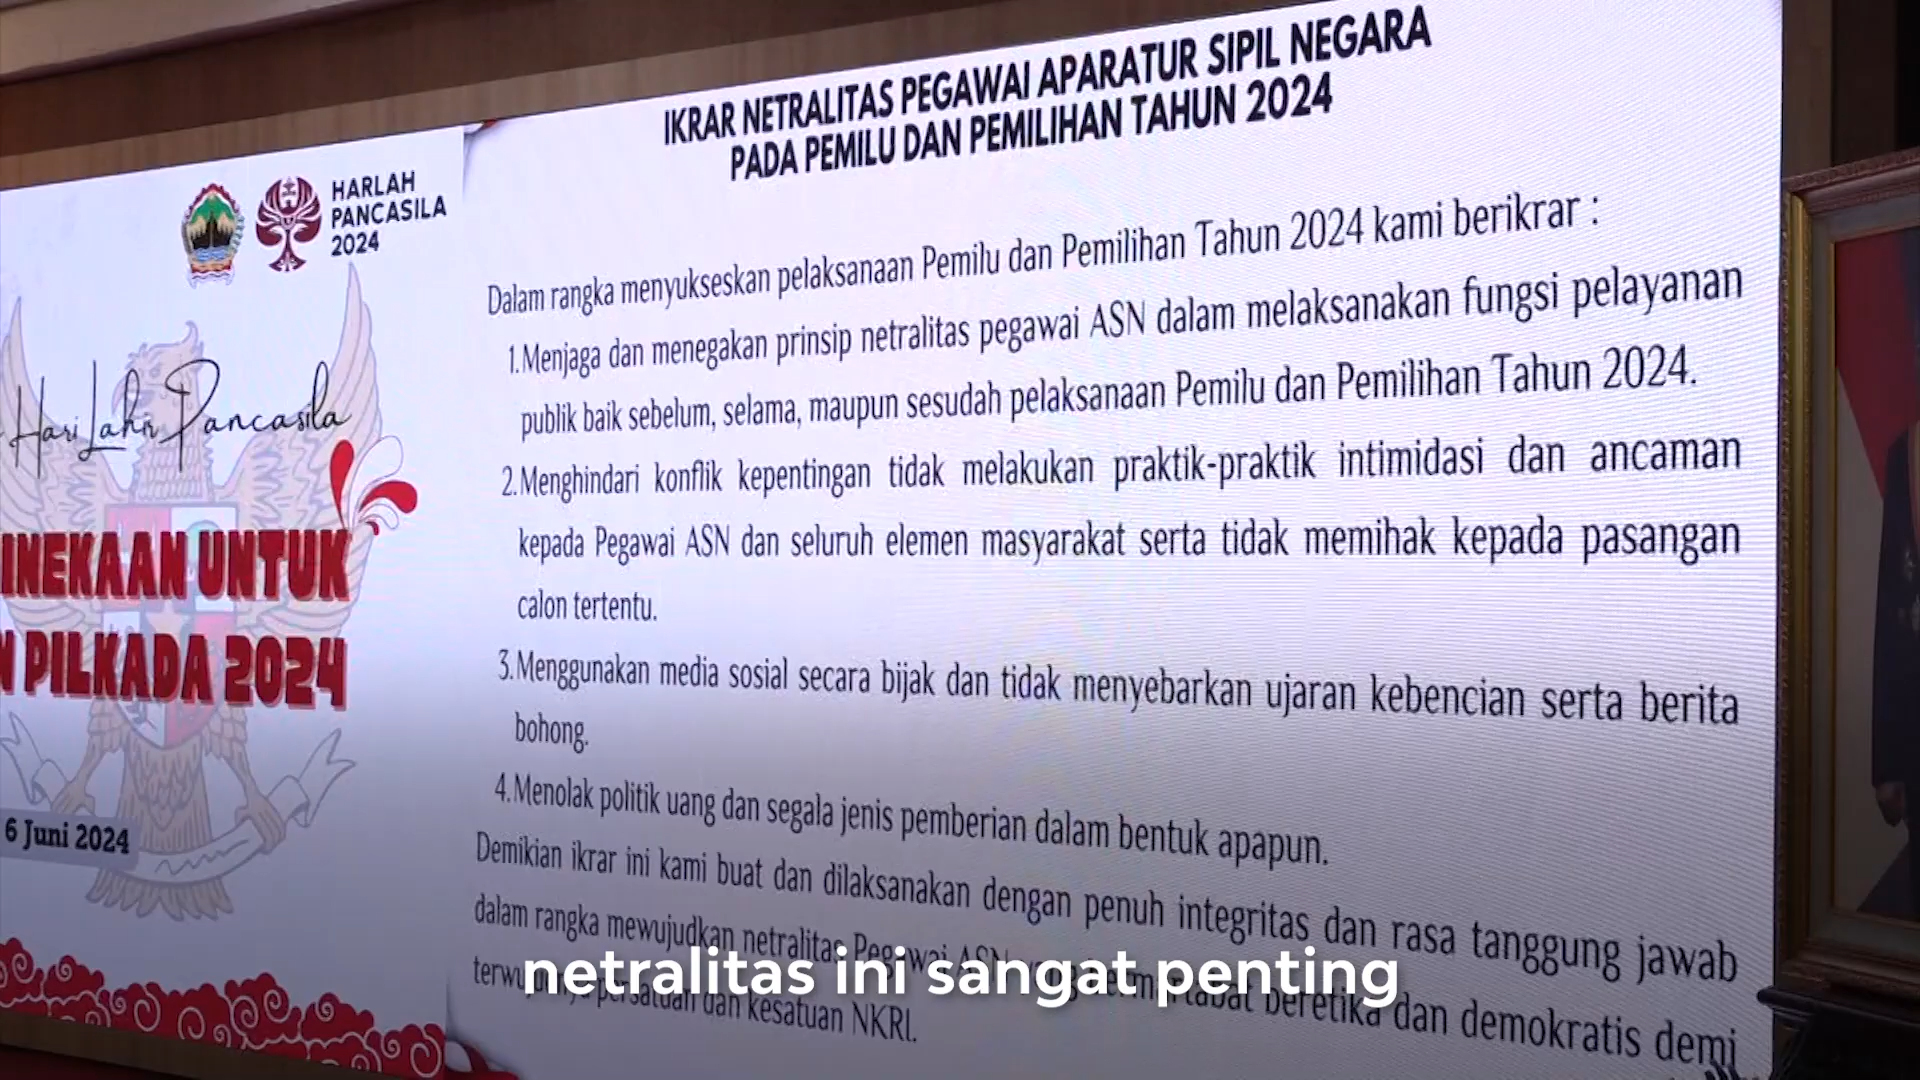 HARLAH
PANCASILA
2024
Hari Lahir Pancasila
INEKAAN UNTUK
PILKADA 2024
6 Juni 2024
IKRAR NETRALITAS PEGAWAI APARATUR SIPIL NEGARA
PADA PEMILU DAN PEMILIHAN TAHUN 2024
Dalam rangka menyukseskan pelaksanaan Pemilu dan Pemilihan Tahun 2024 kami berikrar :
1.Menjaga dan menegakan prinsip netralitas pegawai ASN dalam melaksanakan fungsi pelayanan
publik baik sebelum, selama, maupun sesudah pelaksanaan Pemilu dan Pemilihan Tahun 2024.
2.Menghindari konflik kepentingan tidak melakukan praktik-praktik intimidasi dan ancaman
kepada Pegawai ASN dan seluruh elemen masyarakat serta tidak memihak kepada pasangan
calon tertentu.
3.Menggunakan media sosial secara bijak dan tidak menyebarkan ujaran kebencian serta berita
bohong.
4.Menolak politik uang dan segala jenis pemberian dalam bentuk apapun.
Demikian ikrar ini kami buat dan dilaksanakan dengan penuh integritas dan rasa tanggung jawab
dalam rangka mewujudkan netralitas Pegawai ASN beretika dan demokratis demi
persatuan dan kesatuan NKRI.
netralitas ini sangat penting